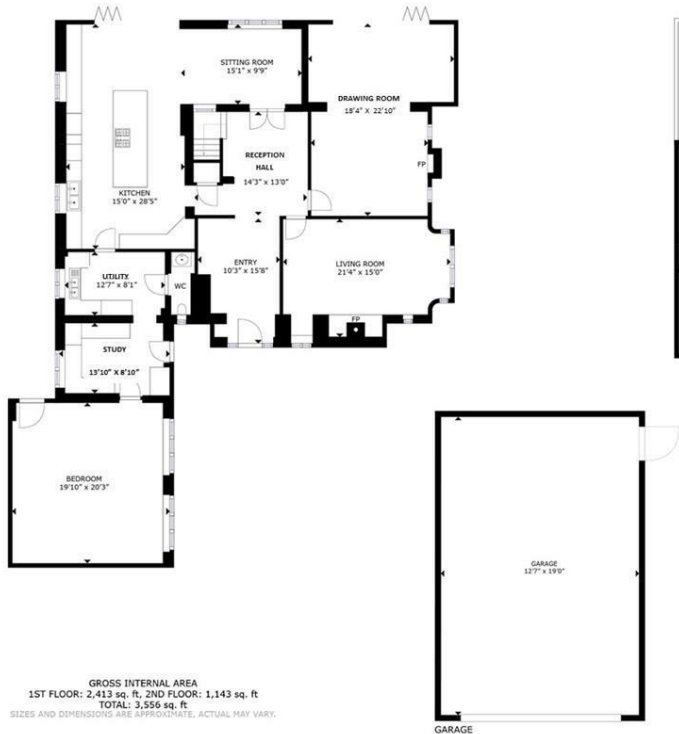 SITTING ROOM
15'1" x 9'9"
DRAWING ROOM
18'4" x 22'10"
RECEPTION
HALL
14'3" x 13'0"
FP
KITCHEN
15'0" x 28'5"
ENTRY
10'3" x 15'8"
LIVING ROOM
21'4" x 15'0"
UTILITY
12'7" x 8'1"
WC
FP
STUDY
13'10" x 8'10"
BEDROOM
19'10" x 20'3"
GARAGE
12'7" x 19'0"
GROSS INTERNAL AREA
1ST FLOOR: 2,413 sq. ft, 2ND FLOOR: 1,143 sq. ft
TOTAL: 3,556 sq. ft
SIZES AND DIMENSIONS ARE APPROXIMATE, ACTUAL MAY VARY.
GARAGE